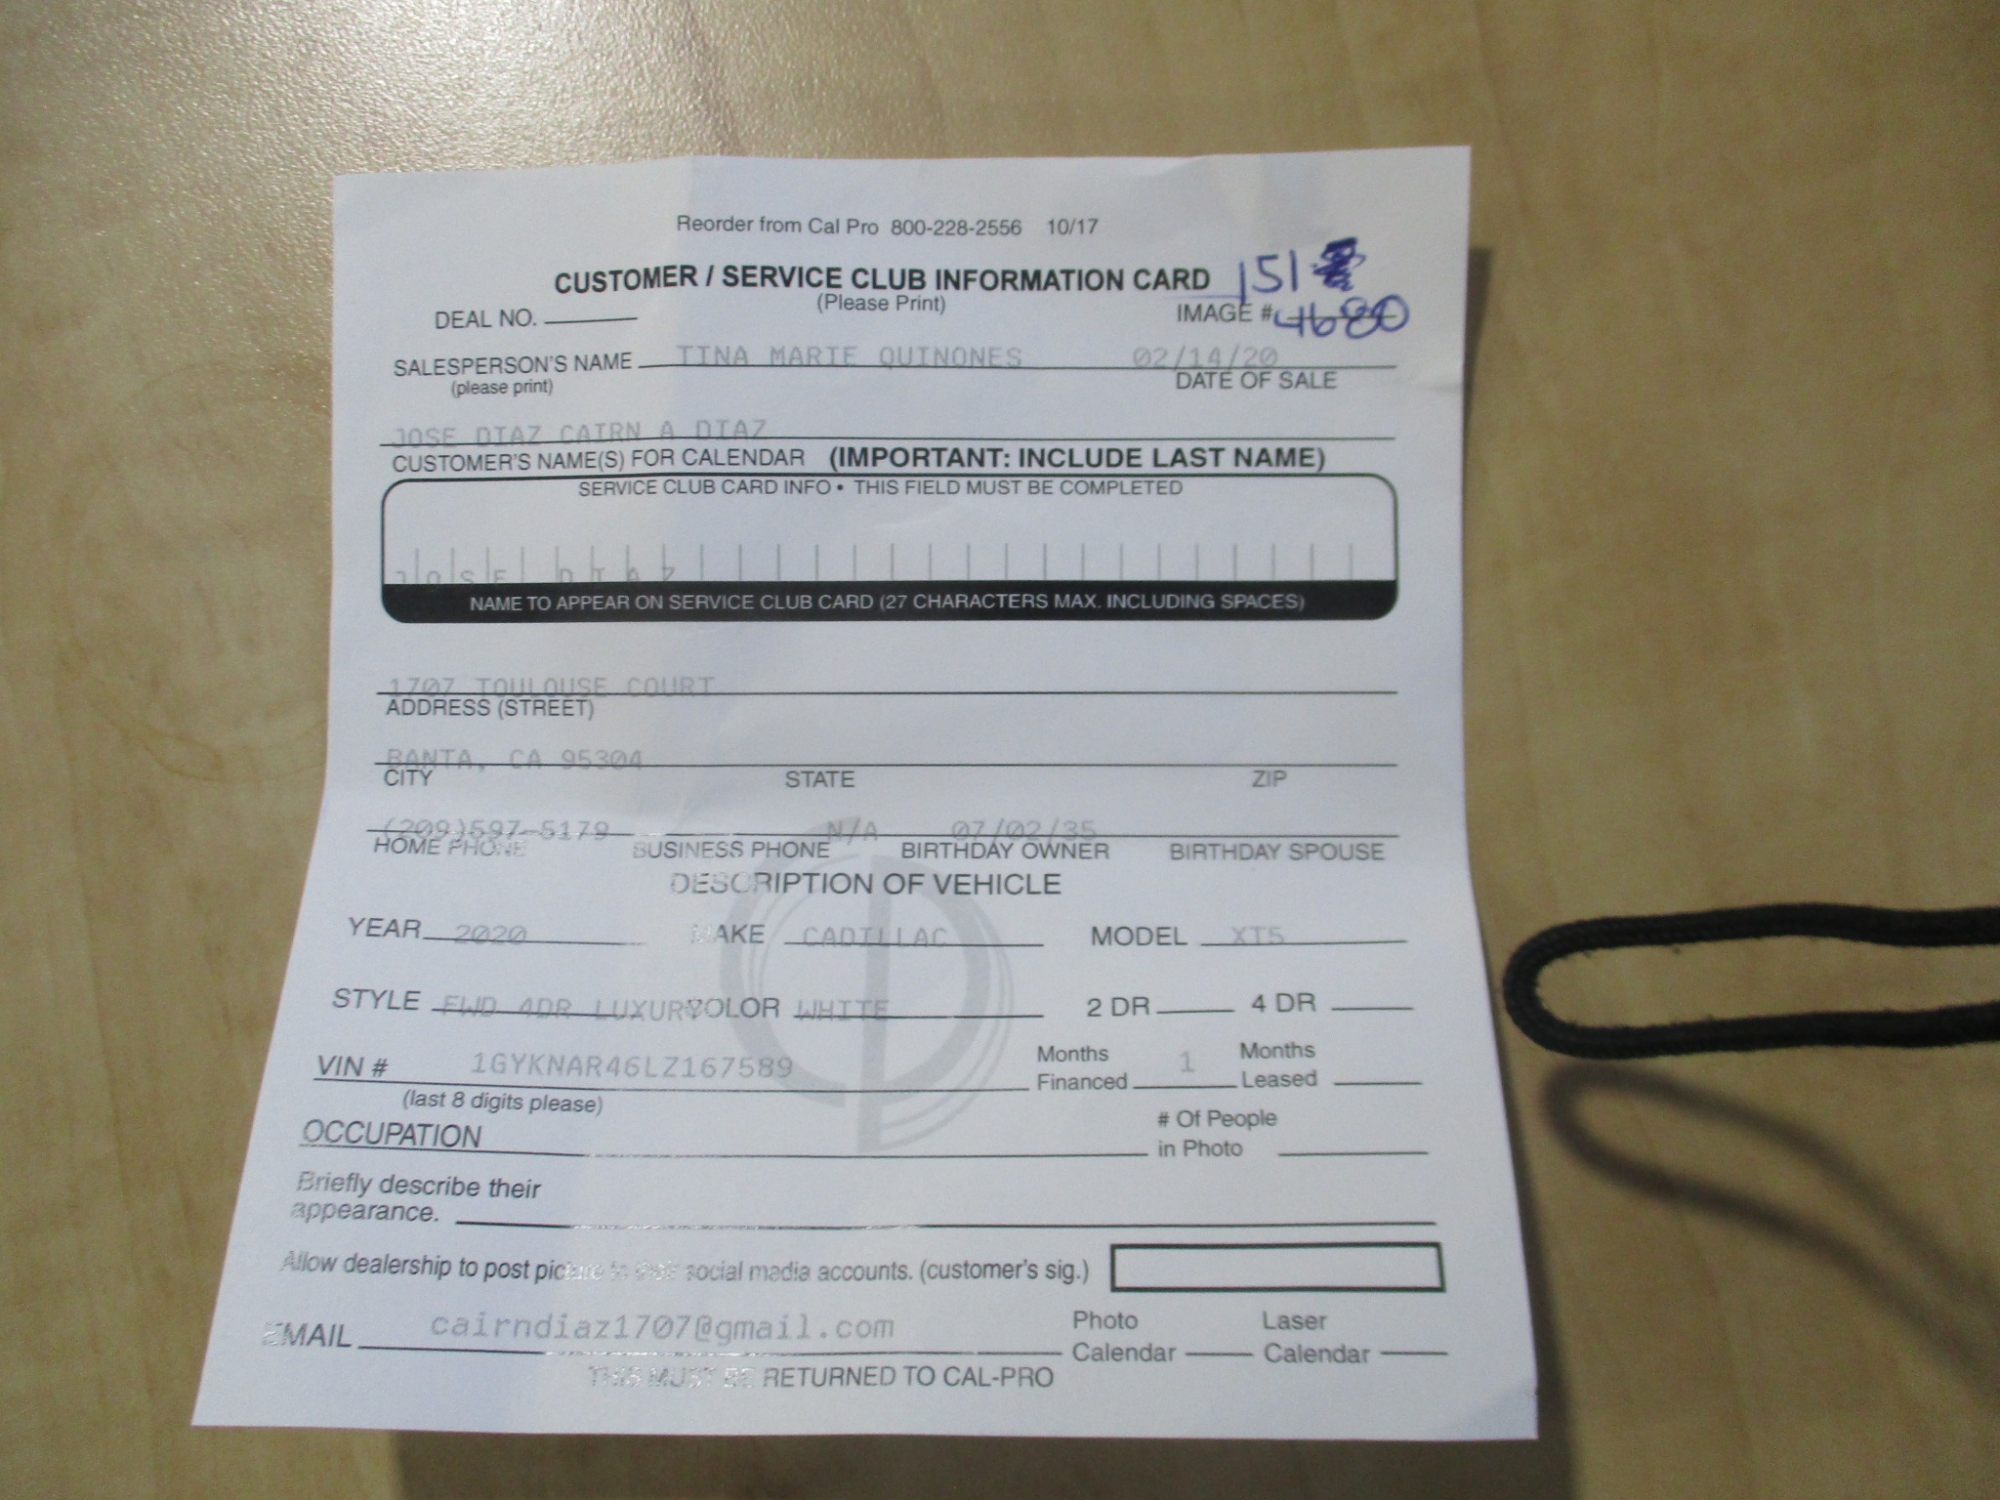 Reorder from Cal Pro 800-228-2556 10/17
CUSTOMER / SERVICE CLUB INFORMATION CARD 151
(Please Print)
DEAL NO. IMAGE # 4680
SALESPERSON'S NAME TINA MARIE QUINONES 02/14/20
(please print) DATE OF SALE
JOSE DIAZ CAIRN A DIAZ
CUSTOMER'S NAME(S) FOR CALENDAR (IMPORTANT: INCLUDE LAST NAME)
SERVICE CLUB CARD INFO • THIS FIELD MUST BE COMPLETED
JOSE DIAZ
NAME TO APPEAR ON SERVICE CLUB CARD (27 CHARACTERS MAX. INCLUDING SPACES)
1707 TOULOUSE COURT
ADDRESS (STREET)
BANTA, CA 95304
CITY STATE ZIP
(209)597-5179 N/A 07/02/35
HOME PHONE BUSINESS PHONE BIRTHDAY OWNER BIRTHDAY SPOUSE
DESCRIPTION OF VEHICLE
YEAR 2020 MAKE CADILLAC MODEL XT5
STYLE FWD 4DR LUXURY COLOR WHITE 2 DR 4 DR
VIN # 1GYKNAR46LZ167589 Months Financed 1 Months Leased
(last 8 digits please)
OCCUPATION # Of People in Photo
Briefly describe their
appearance.
Allow dealership to post picture to their social media accounts. (customer's sig.)
EMAIL cairndiaz1707@gmail.com Photo Calendar Laser Calendar
THIS MUST BE RETURNED TO CAL-PRO